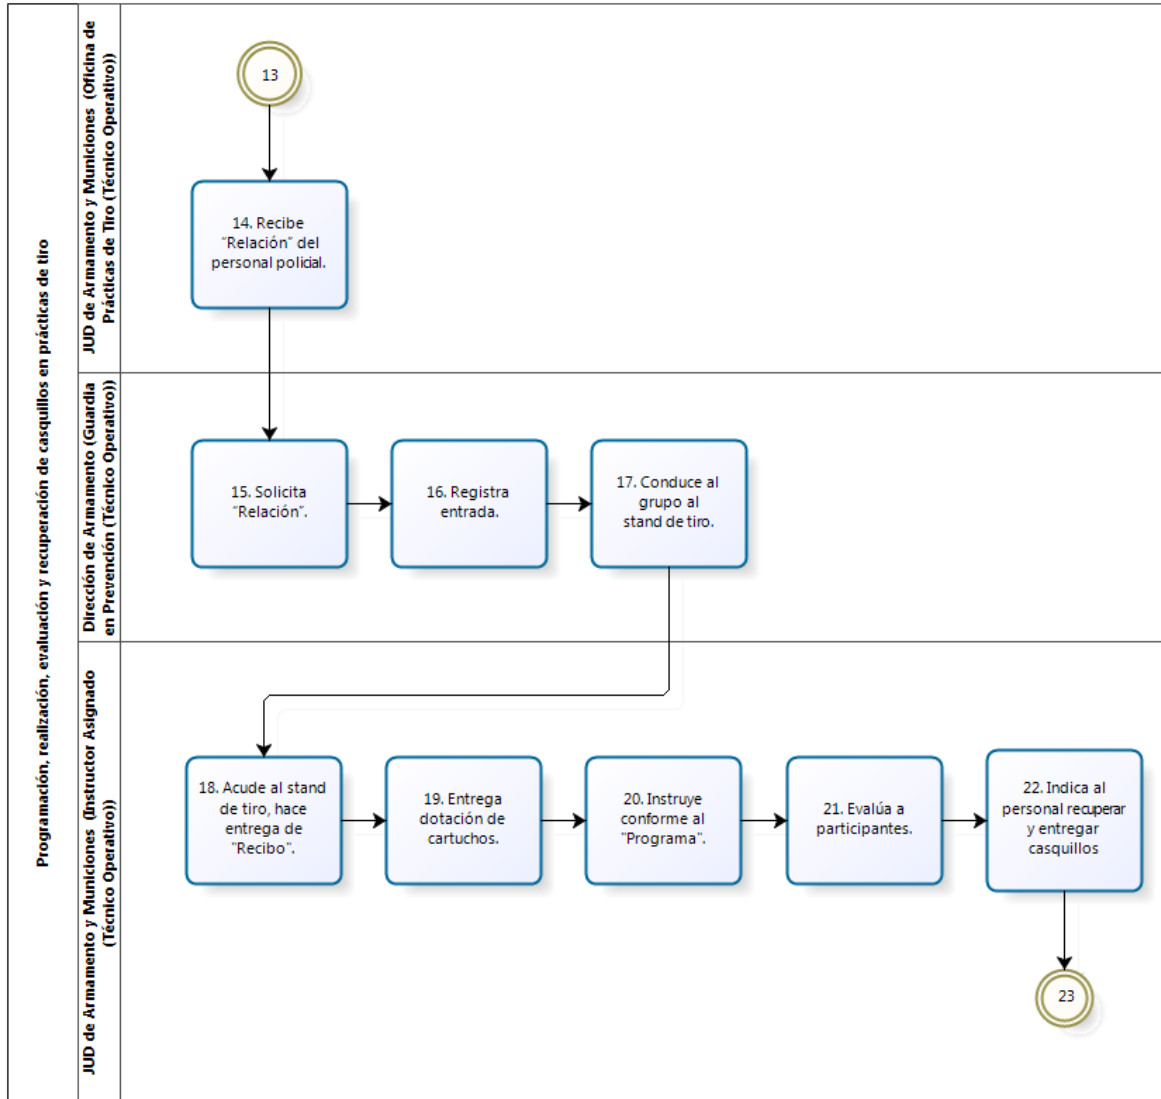 Programación, realización, evaluación y recuperación de casquillos en prácticas de tiro
JUD de Armamento y Municiones (Oficina de
Prácticas de Tiro (Técnico Operativo))
13
14. Recibe
"Relación" del
personal policial.
Dirección de Armamento (Guardia
en Prevención (Técnico Operativo))
15. Solicita
"Relación".
16. Registra
entrada.
17. Conduce al
grupo al
stand de tiro.
JUD de Armamento y Municiones (Instructor Asignado
(Técnico Operativo))
18. Acude al stand
de tiro, hace
entrega de
"Recibo".
19. Entrega
dotación de
cartuchos.
20. Instruye
conforme al
"Programa".
21. Evalúa a
participantes.
22. Indica al
personal recuperar
y entregar
casquillos
23